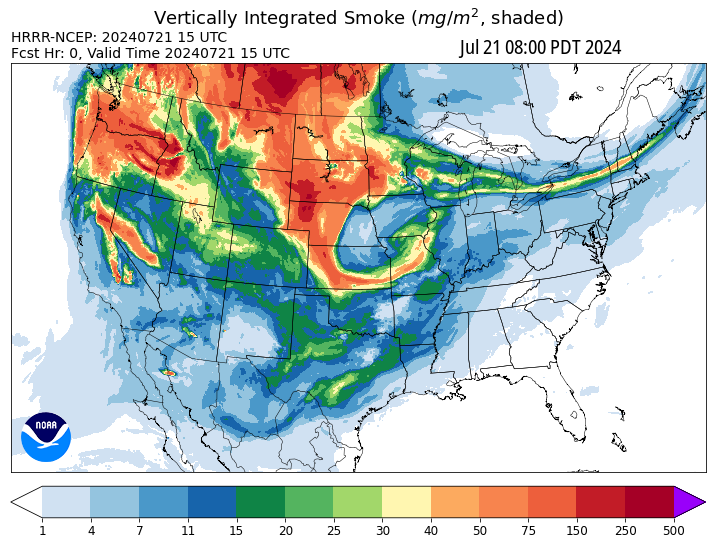 Vertically Integrated Smoke (mg/m², shaded)
HRRR-NCEP: 20240721 15 UTC
Fcst Hr: 0, Valid Time 20240721 15 UTC
Jul 21 08:00 PDT 2024
NOAA
1 4 7 11 15 20 25 30 40 50 75 150 250 500